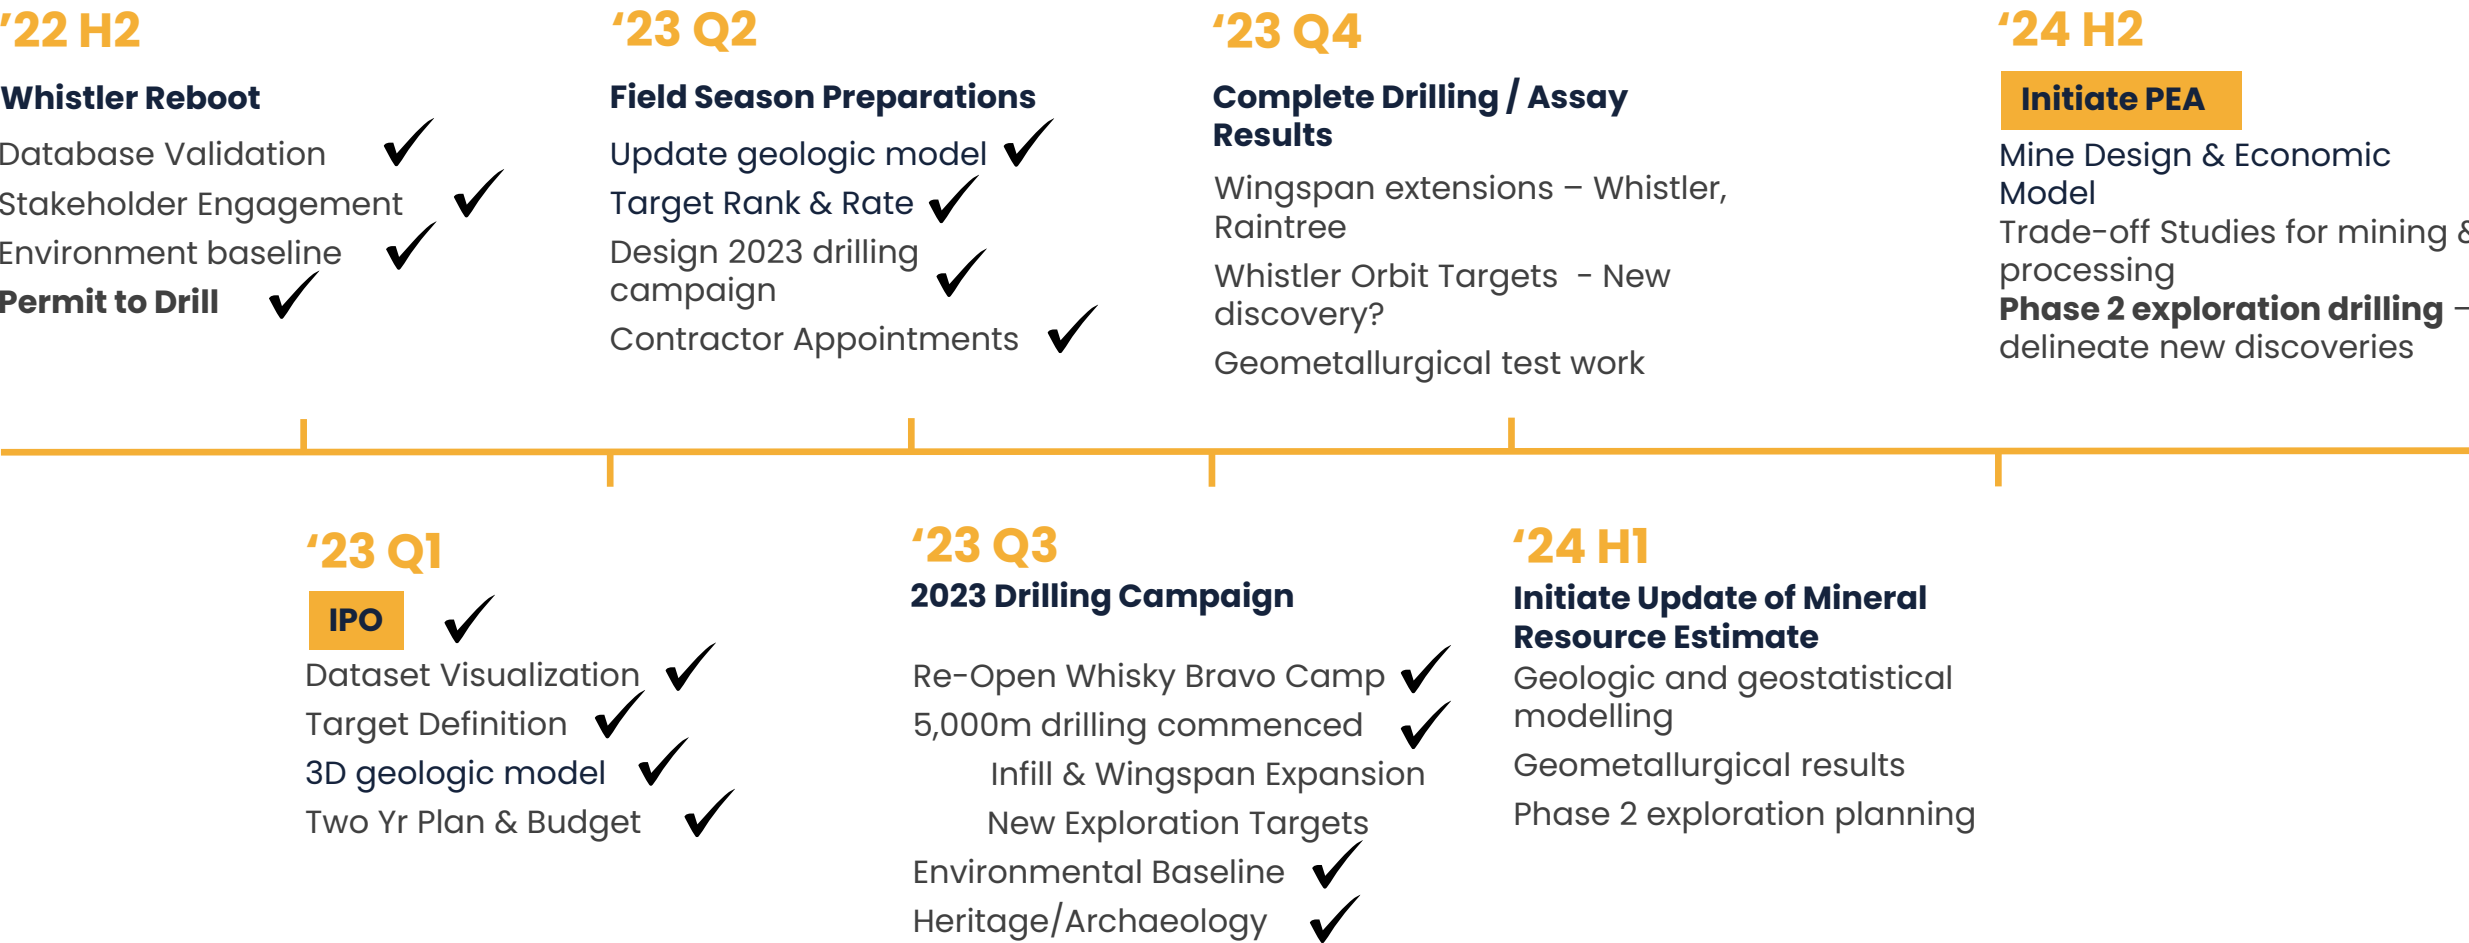 ’22 H2
Whistler Reboot
Database Validation
Stakeholder Engagement
Environment baseline
Permit to Drill
‘23 Q2
Field Season Preparations
Update geologic model
Target Rank & Rate
Design 2023 drilling
campaign
Contractor Appointments
‘23 Q4
Complete Drilling / Assay
Results
Wingspan extensions – Whistler,
Raintree
Whistler Orbit Targets - New
discovery?
Geometallurgical test work
‘24 H2
Initiate PEA
Mine Design & Economic
Model
Trade-off Studies for mining &
processing
Phase 2 exploration drilling –
delineate new discoveries
‘23 Q1
IPO
Dataset Visualization
Target Definition
3D geologic model
Two Yr Plan & Budget
‘23 Q3
2023 Drilling Campaign
Re-Open Whisky Bravo Camp
5,000m drilling commenced
Infill & Wingspan Expansion
New Exploration Targets
Environmental Baseline
Heritage/Archaeology
‘24 H1
Initiate Update of Mineral
Resource Estimate
Geologic and geostatistical
modelling
Geometallurgical results
Phase 2 exploration planning